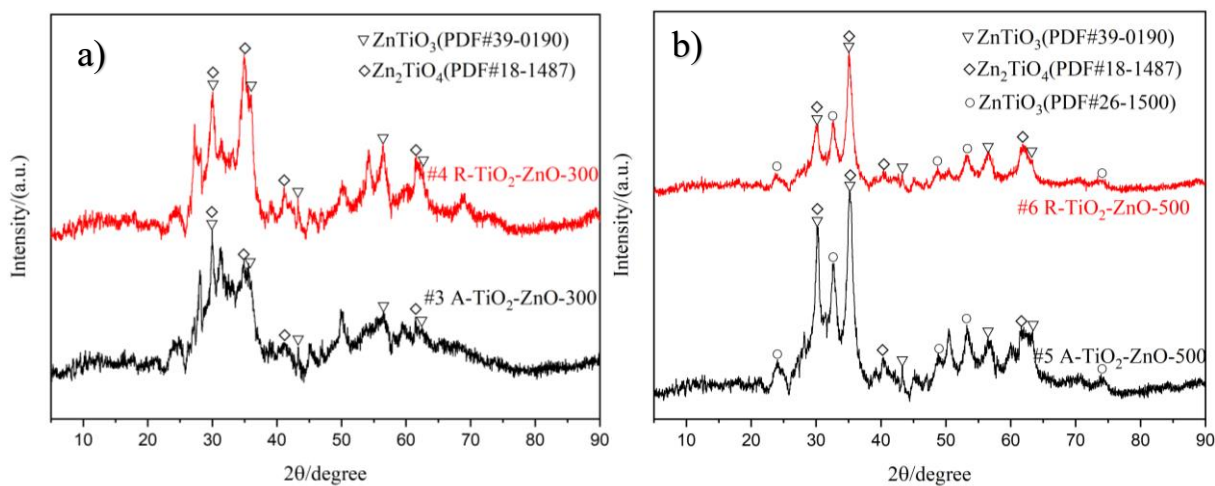 a)
▽ZnTiO₃(PDF#39-0190)
◇Zn₂TiO₄(PDF#18-1487)
#4 R-TiO₂-ZnO-300
#3 A-TiO₂-ZnO-300
Intensity/(a.u.)
10 20 30 40 50 60 70 80 90
2θ/degree
b)
▽ZnTiO₃(PDF#39-0190)
◇Zn₂TiO₄(PDF#18-1487)
○ZnTiO₃(PDF#26-1500)
#6 R-TiO₂-ZnO-500
#5 A-TiO₂-ZnO-500
Intensity/(a.u.)
10 20 30 40 50 60 70 80 90
2θ/degree